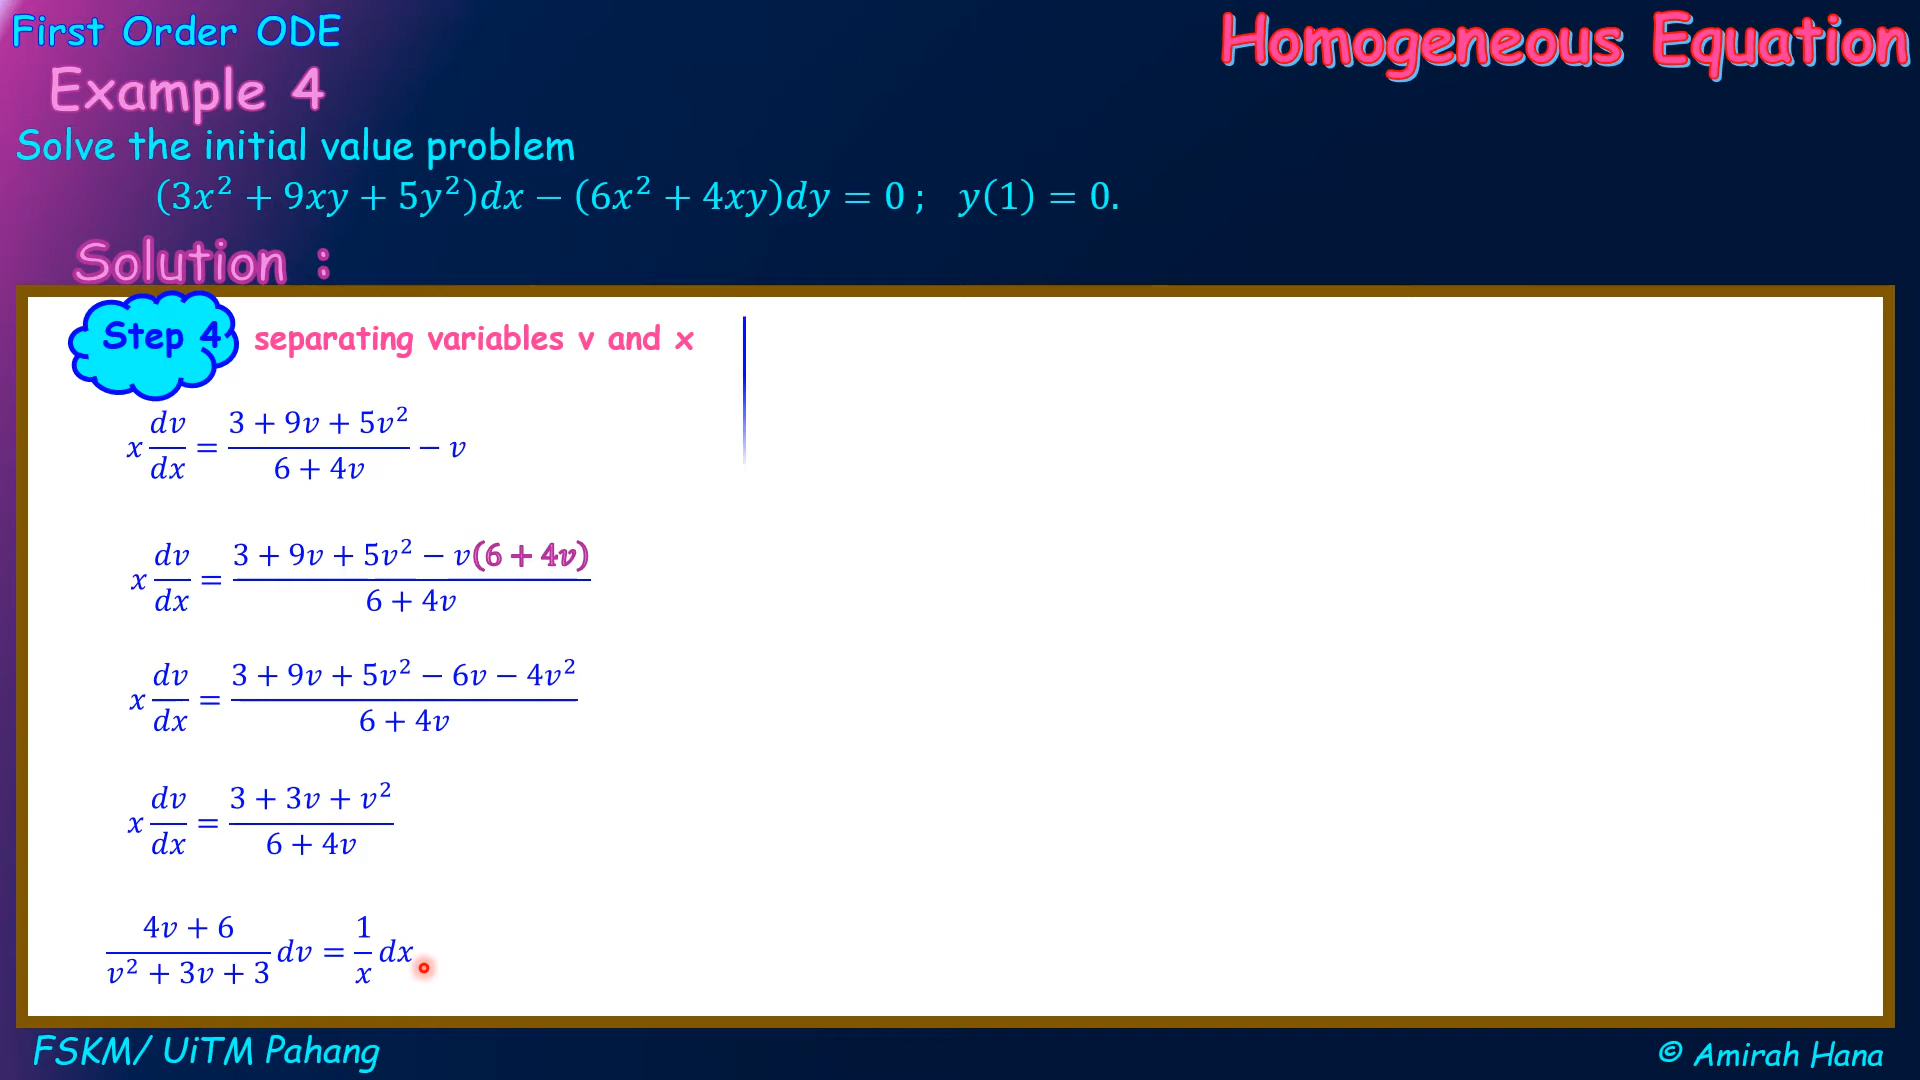 First Order ODE
Homogeneous Equation
Example 4
Solve the initial value problem
(3x² + 9xy + 5y²)dx − (6x² + 4xy)dy = 0 ;   y(1) = 0.
Solution :
Step 4 separating variables v and x
x dv/dx = (3 + 9v + 5v²)/(6 + 4v) − v
x dv/dx = (3 + 9v + 5v² − v(6 + 4v))/(6 + 4v)
x dv/dx = (3 + 9v + 5v² − 6v − 4v²)/(6 + 4v)
x dv/dx = (3 + 3v + v²)/(6 + 4v)
(4v + 6)/(v² + 3v + 3) dv = 1/x dx
FSKM/ UiTM Pahang
© Amirah Hana